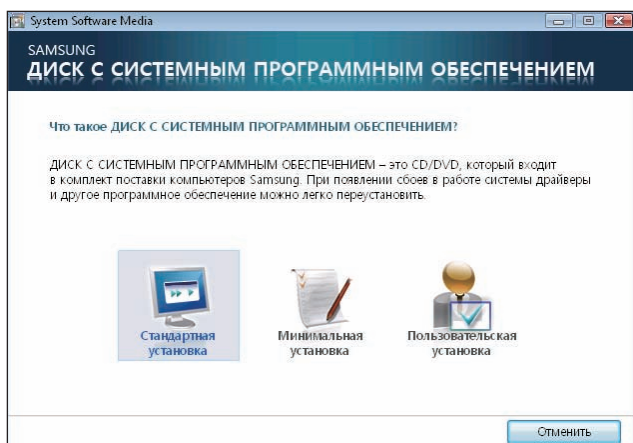 System Software Media
SAMSUNG
ДИСК С СИСТЕМНЫМ ПРОГРАММНЫМ ОБЕСПЕЧЕНИЕМ
Что такое ДИСК С СИСТЕМНЫМ ПРОГРАММНЫМ ОБЕСПЕЧЕНИЕМ?
ДИСК С СИСТЕМНЫМ ПРОГРАММНЫМ ОБЕСПЕЧЕНИЕМ – это CD/DVD, который входит
в комплект поставки компьютеров Samsung. При появлении сбоев в работе системы драйверы
и другое программное обеспечение можно легко переустановить.
Стандартная
установка
Минимальная
установка
Пользовательская
установка
Отменить